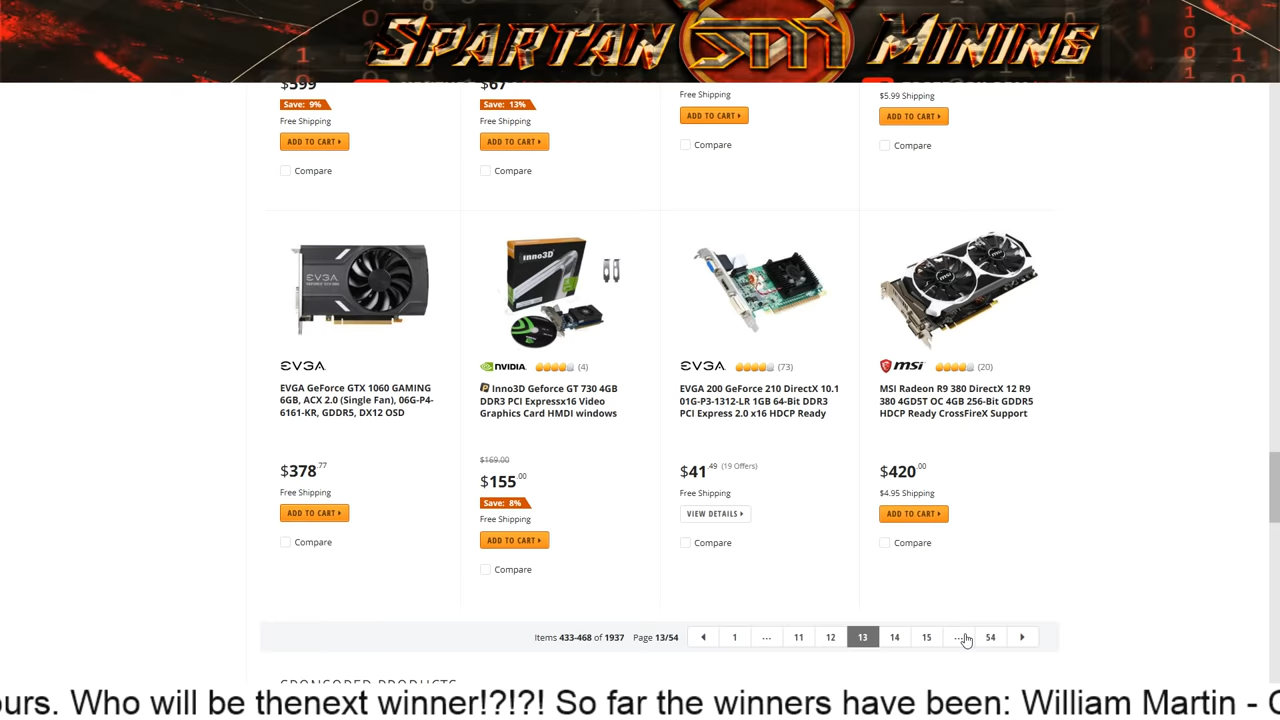 SPARTAN SM MINING
$599
Save: 9%
Free Shipping
ADD TO CART
Compare
$67
Save: 13%
Free Shipping
ADD TO CART
Compare
Free Shipping
ADD TO CART
Compare
$5.99 Shipping
ADD TO CART
Compare
EVGA
EVGA GeForce GTX 1060 GAMING
6GB, ACX 2.0 (Single Fan), 06G-P4-
6161-KR, GDDR5, DX12 OSD
$378.77
Free Shipping
ADD TO CART
Compare
inno3D
NVIDIA (4)
Inno3D Geforce GT 730 4GB
DDR3 PCI Expressx16 Video
Graphics Card HMDI windows
$169.00
$155.00
Save: 8%
Free Shipping
ADD TO CART
Compare
EVGA (73)
EVGA 200 GeForce 210 DirectX 10.1
01G-P3-1312-LR 1GB 64-Bit DDR3
PCI Express 2.0 x16 HDCP Ready
$41.49 (19 Offers)
Free Shipping
VIEW DETAILS
Compare
msi (20)
MSI Radeon R9 380 DirectX 12 R9
380 4GD5T OC 4GB 256-Bit GDDR5
HDCP Ready CrossFireX Support
$420.00
$4.95 Shipping
ADD TO CART
Compare
Items 433-468 of 1937 Page 13/54 1 ... 11 12 13 14 15 ... 54
SPONSORED PRODUCTS
ours. Who will be thenext winner!?!?! So far the winners have been: William Martin -